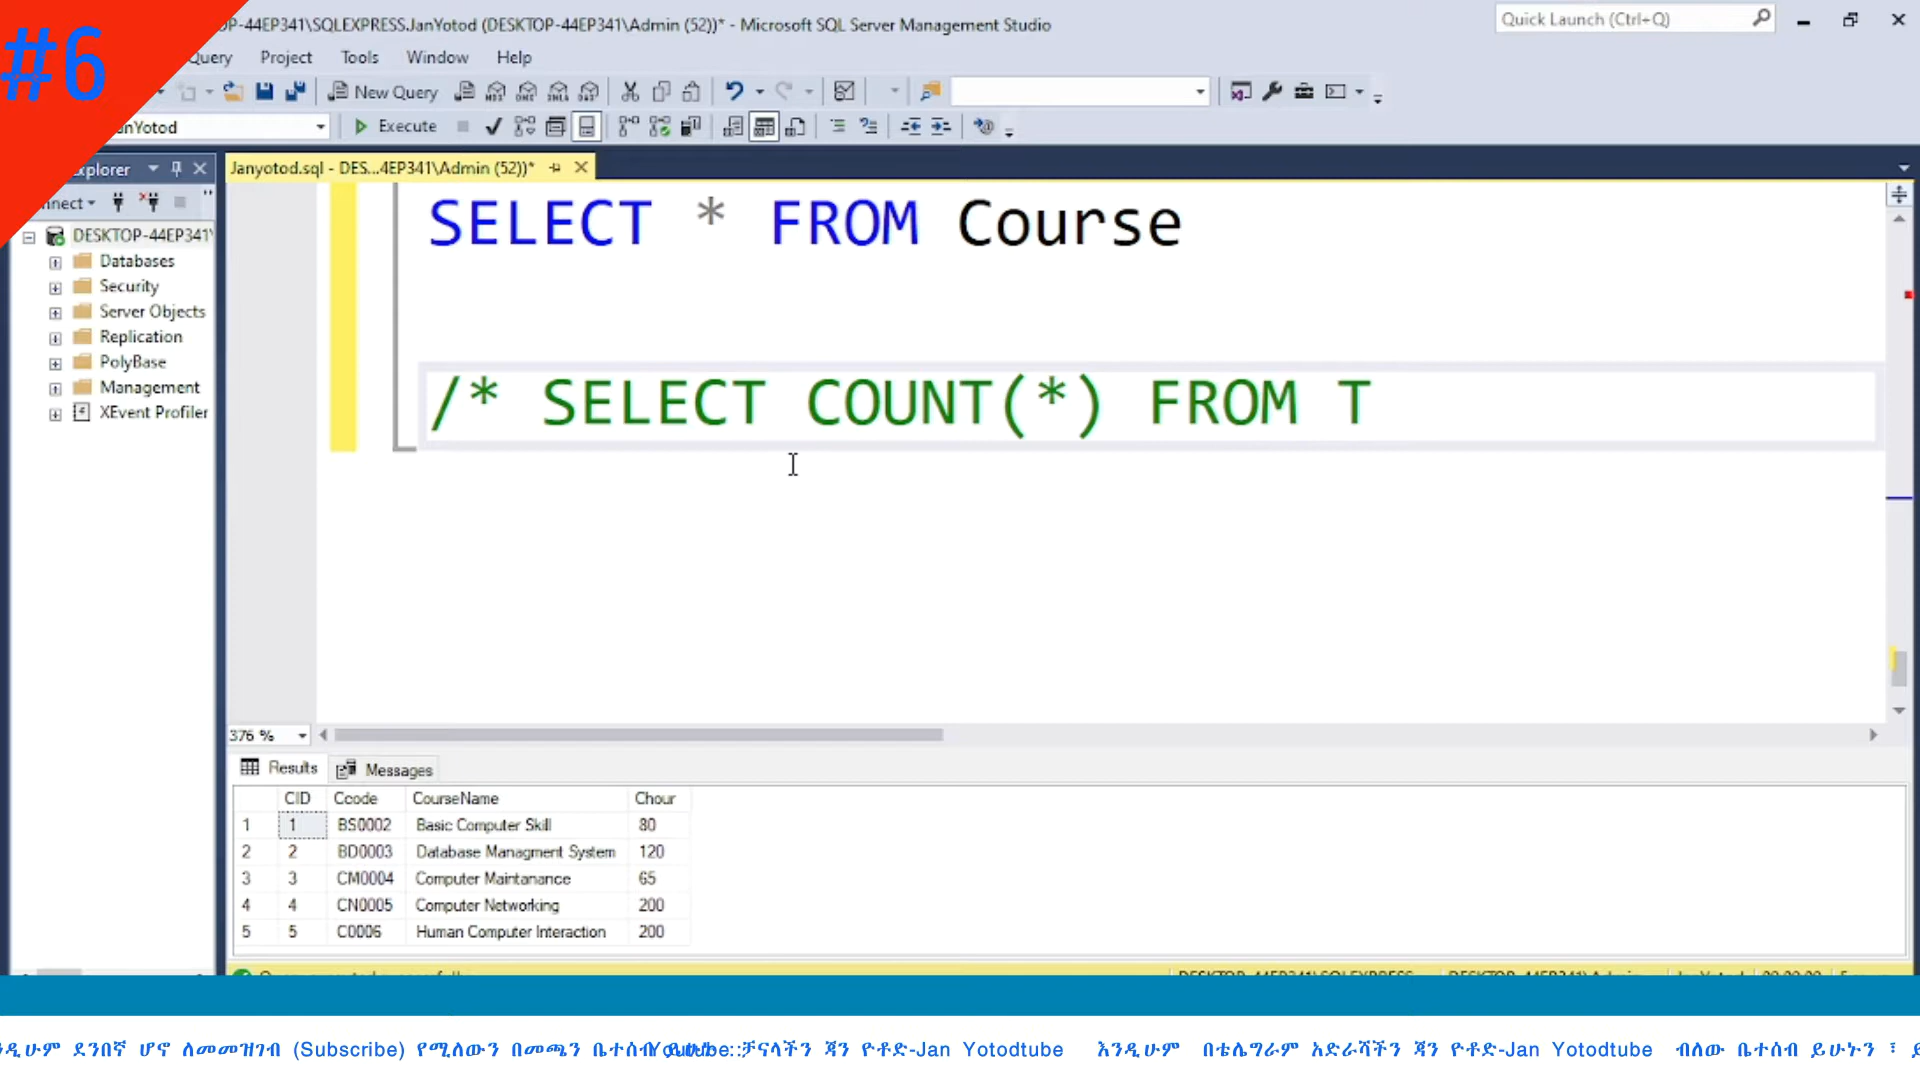 #6
P-44EP341\SQLEXPRESS.JanYotod (DESKTOP-44EP341\Admin (52))* - Microsoft SQL Server Management Studio
Quick Launch (Ctrl+Q)
Query Project Tools Window Help
New Query
anYotod
Execute
xplorer
Janyotod.sql - DES...4EP341\Admin (52))*
nnect
DESKTOP-44EP341\
Databases
Security
Server Objects
Replication
PolyBase
Management
XEvent Profiler
SELECT * FROM Course
/* SELECT COUNT(*) FROM T
376 %
Results Messages
CID Ccode CourseName Chour
1 1 BS0002 Basic Computer Skill 80
2 2 BD0003 Database Managment System 120
3 3 CM0004 Computer Maintanance 65
4 4 CN0005 Computer Networking 200
5 5 C0006 Human Computer Interaction 200
ንዲሁም ደንበኛ ሆኖ ለመመዝገብ (Subscribe) የሚለውን በመጫን ቤተሰብ ቻናላችን ጃን ዮቶድ-Jan Yotodtube እንዲሁም በቴሌግራም አድራሻችን ጃን ዮቶድ-Jan Yotodtube ብለው ቤተሰብ ይሁኑን ፣